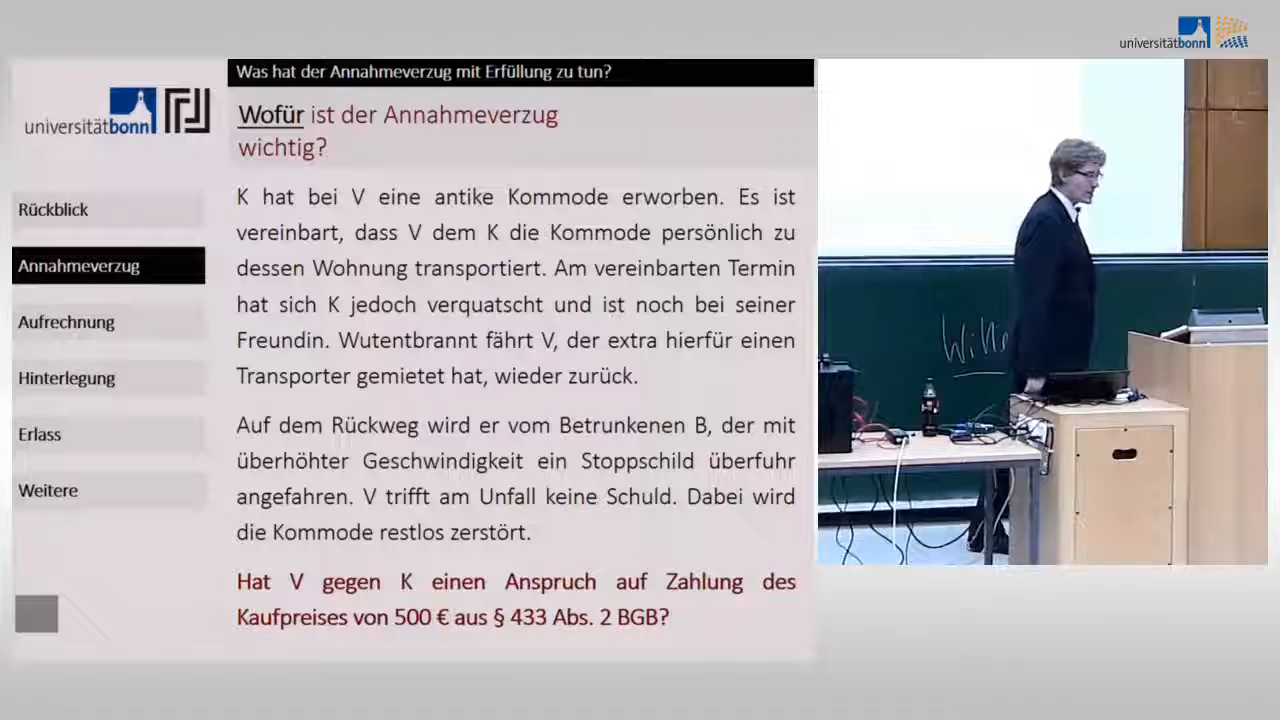 universitätbonn
Was hat der Annahmeverzug mit Erfüllung zu tun?
universitätbonn
Wofür ist der Annahmeverzug
wichtig?
Rückblick
Annahmeverzug
Aufrechnung
Hinterlegung
Erlass
Weitere
K hat bei V eine antike Kommode erworben. Es ist
vereinbart, dass V dem K die Kommode persönlich zu
dessen Wohnung transportiert. Am vereinbarten Termin
hat sich K jedoch verquatscht und ist noch bei seiner
Freundin. Wutentbrannt fährt V, der extra hierfür einen
Transporter gemietet hat, wieder zurück.
Auf dem Rückweg wird er vom Betrunkenen B, der mit
überhöhter Geschwindigkeit ein Stoppschild überfuhr
angefahren. V trifft am Unfall keine Schuld. Dabei wird
die Kommode restlos zerstört.
Hat V gegen K einen Anspruch auf Zahlung des
Kaufpreises von 500 € aus § 433 Abs. 2 BGB?